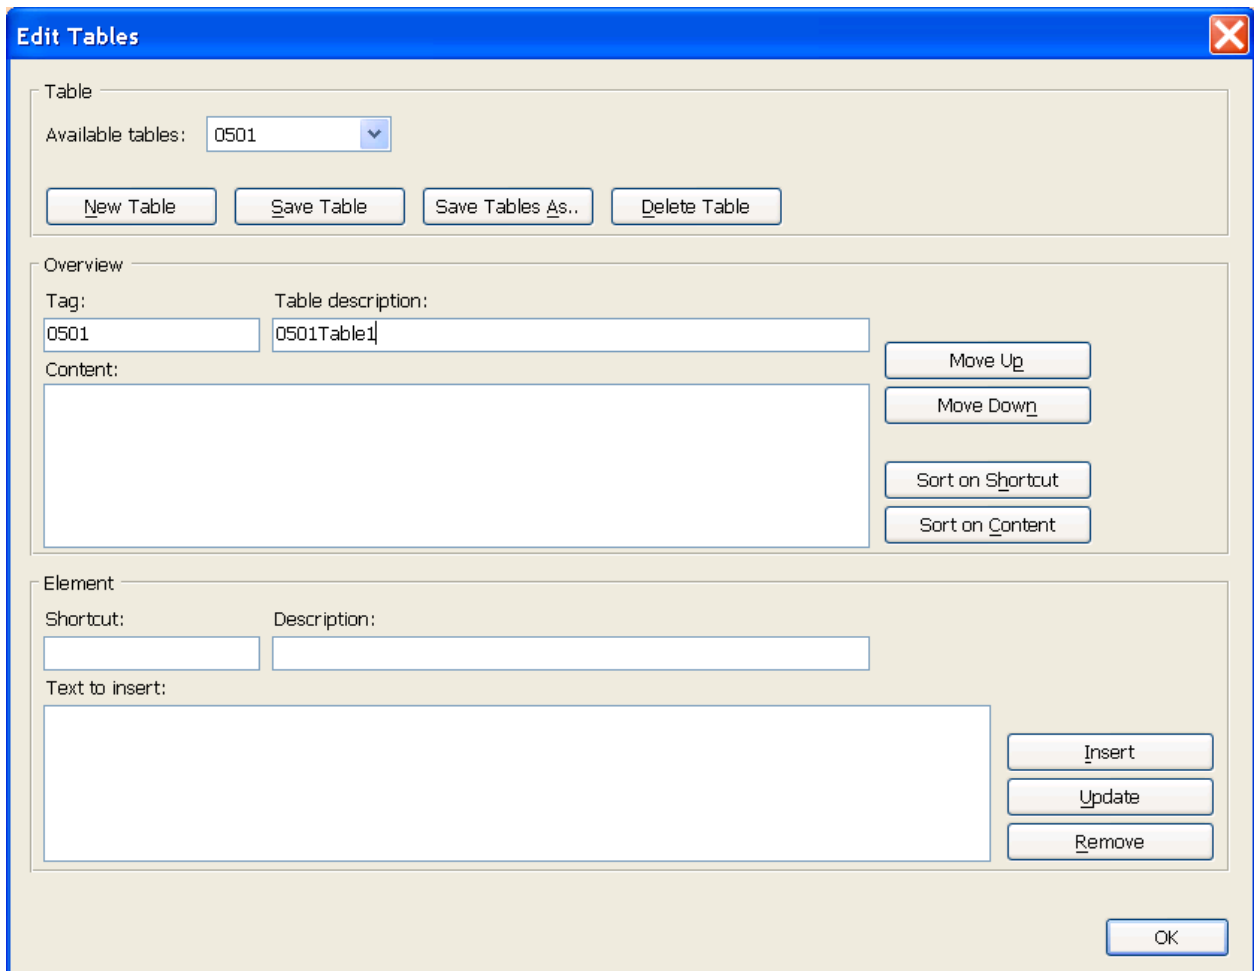 Edit Tables
Table
Available tables: 0501
New Table Save Table Save Tables As.. Delete Table
Overview
Tag: Table description:
0501 0501Table1
Content:
Move Up
Move Down
Sort on Shortcut
Sort on Content
Element
Shortcut: Description:
Text to insert:
Insert
Update
Remove
OK